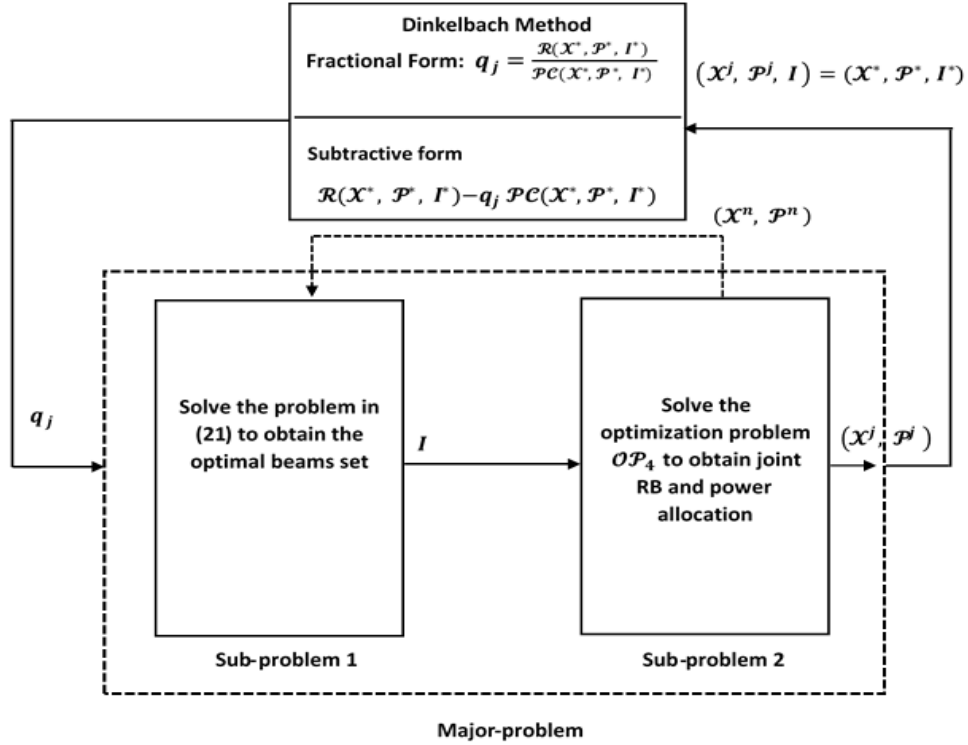 Dinkelbach Method
Fractional Form: q_j = ℛ(𝒳*, 𝒫*, I*) / 𝒫𝒞(𝒳*, 𝒫*, I*)
(𝒳^j, 𝒫^j, I) = (𝒳*, 𝒫*, I*)
Subtractive form
ℛ(𝒳*, 𝒫*, I*)−q_j 𝒫𝒞(𝒳*, 𝒫*, I*)
(𝒳^n, 𝒫^n)
q_j
Solve the problem in
(21) to obtain the
optimal beams set
I
Solve the
optimization problem
𝒪𝒫_4 to obtain joint
RB and power
allocation
(𝒳^j, 𝒫^j)
Sub-problem 1
Sub-problem 2
Major-problem